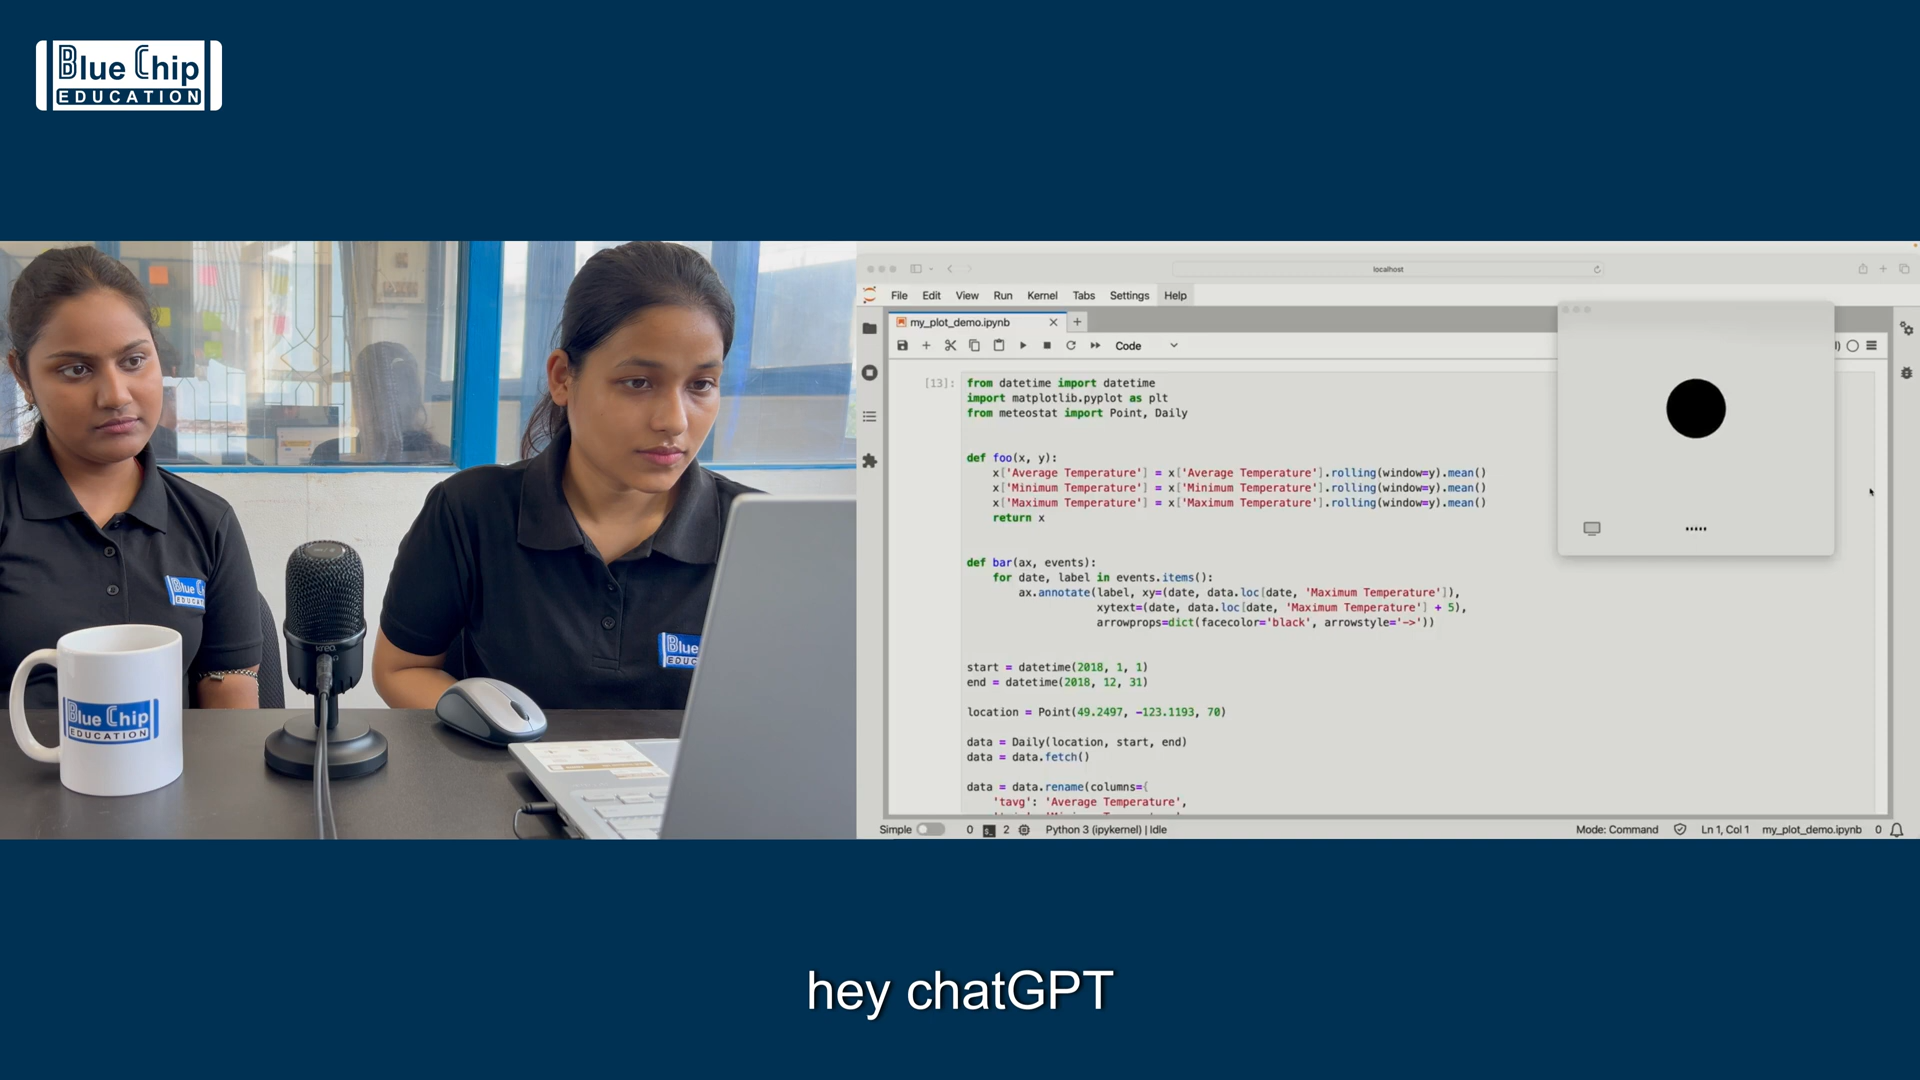 Blue Chip
EDUCATION
localhost
File Edit View Run Kernel Tabs Settings Help
my_plot_demo.ipynb
Code
[13]:
from datetime import datetime
import matplotlib.pyplot as plt
from meteostat import Point, Daily
def foo(x, y):
x['Average Temperature'] = x['Average Temperature'].rolling(window=y).mean()
x['Minimum Temperature'] = x['Minimum Temperature'].rolling(window=y).mean()
x['Maximum Temperature'] = x['Maximum Temperature'].rolling(window=y).mean()
return x
def bar(ax, events):
for date, label in events.items():
ax.annotate(label, xy=(date, data.loc[date, 'Maximum Temperature']),
xytext=(date, data.loc[date, 'Maximum Temperature'] + 5),
arrowprops=dict(facecolor='black', arrowstyle='->'))
start = datetime(2018, 1, 1)
end = datetime(2018, 12, 31)
location = Point(49.2497, -123.1193, 70)
data = Daily(location, start, end)
data = data.fetch()
data = data.rename(columns={
'tavg': 'Average Temperature',
Simple 0 2 Python 3 (ipykernel) | Idle Mode: Command Ln 1, Col 1 my_plot_demo.ipynb 0
Blue Chip
EDUCATION
hey chatGPT